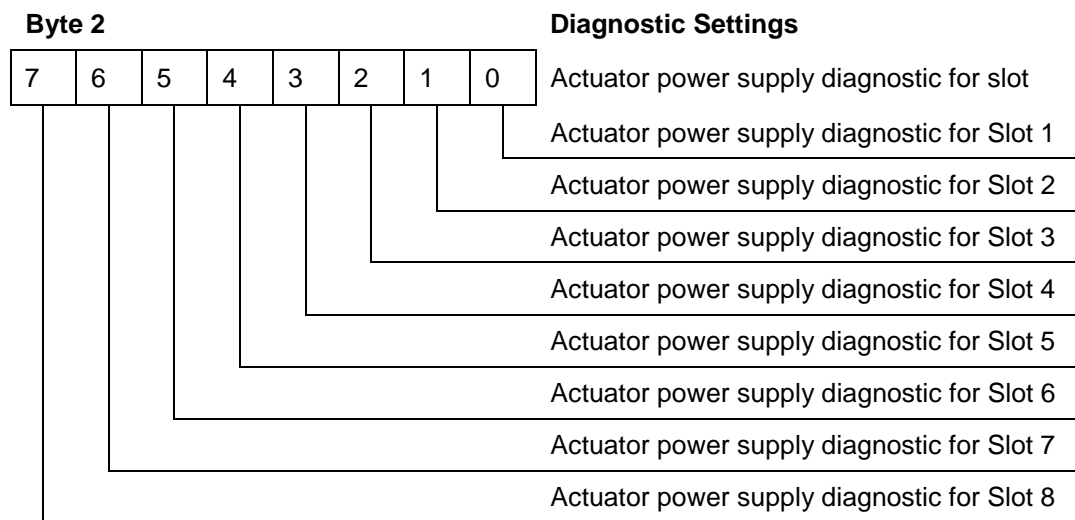 Byte 2 Diagnostic Settings
7 6 5 4 3 2 1 0 Actuator power supply diagnostic for slot
Actuator power supply diagnostic for Slot 1
Actuator power supply diagnostic for Slot 2
Actuator power supply diagnostic for Slot 3
Actuator power supply diagnostic for Slot 4
Actuator power supply diagnostic for Slot 5
Actuator power supply diagnostic for Slot 6
Actuator power supply diagnostic for Slot 7
Actuator power supply diagnostic for Slot 8